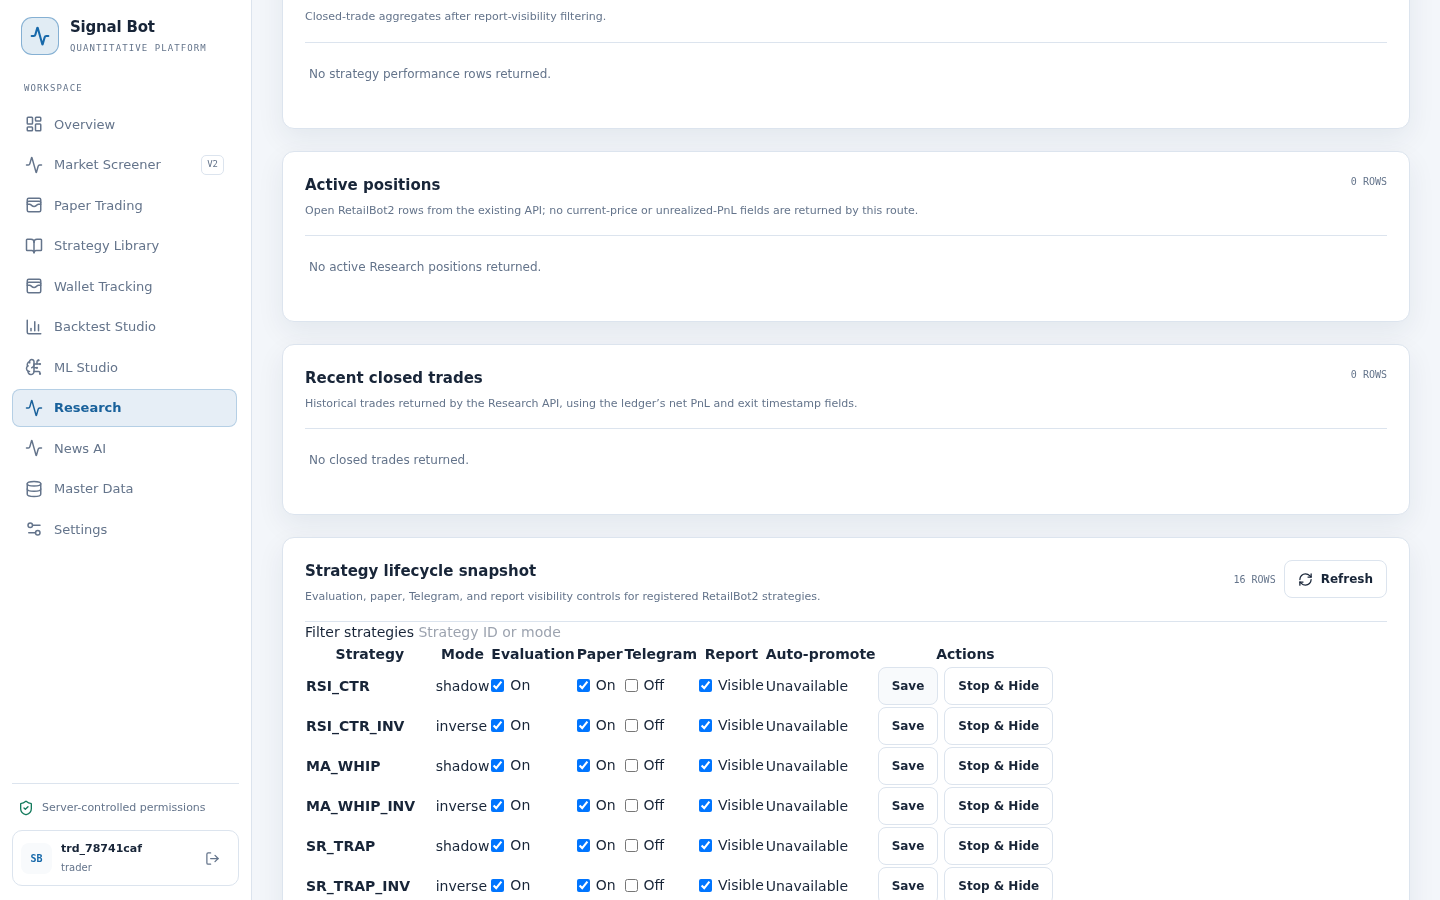 Signal Bot
QUANTITATIVE PLATFORM
WORKSPACE
Overview
Market Screener V2
Paper Trading
Strategy Library
Wallet Tracking
Backtest Studio
ML Studio
Research
News AI
Master Data
Settings
Server-controlled permissions
SB trd_78741caf
trader
Closed-trade aggregates after report-visibility filtering.
No strategy performance rows returned.
Active positions 0 ROWS
Open RetailBot2 rows from the existing API; no current-price or unrealized-PnL fields are returned by this route.
No active Research positions returned.
Recent closed trades 0 ROWS
Historical trades returned by the Research API, using the ledger’s net PnL and exit timestamp fields.
No closed trades returned.
Strategy lifecycle snapshot 16 ROWS Refresh
Evaluation, paper, Telegram, and report visibility controls for registered RetailBot2 strategies.
Filter strategies Strategy ID or mode
Strategy Mode Evaluation Paper Telegram Report Auto-promote Actions
RSI_CTR shadow On On Off Visible Unavailable Save Stop & Hide
RSI_CTR_INV inverse On On Off Visible Unavailable Save Stop & Hide
MA_WHIP shadow On On Off Visible Unavailable Save Stop & Hide
MA_WHIP_INV inverse On On Off Visible Unavailable Save Stop & Hide
SR_TRAP shadow On On Off Visible Unavailable Save Stop & Hide
SR_TRAP_INV inverse On On Off Visible Unavailable Save Stop & Hide